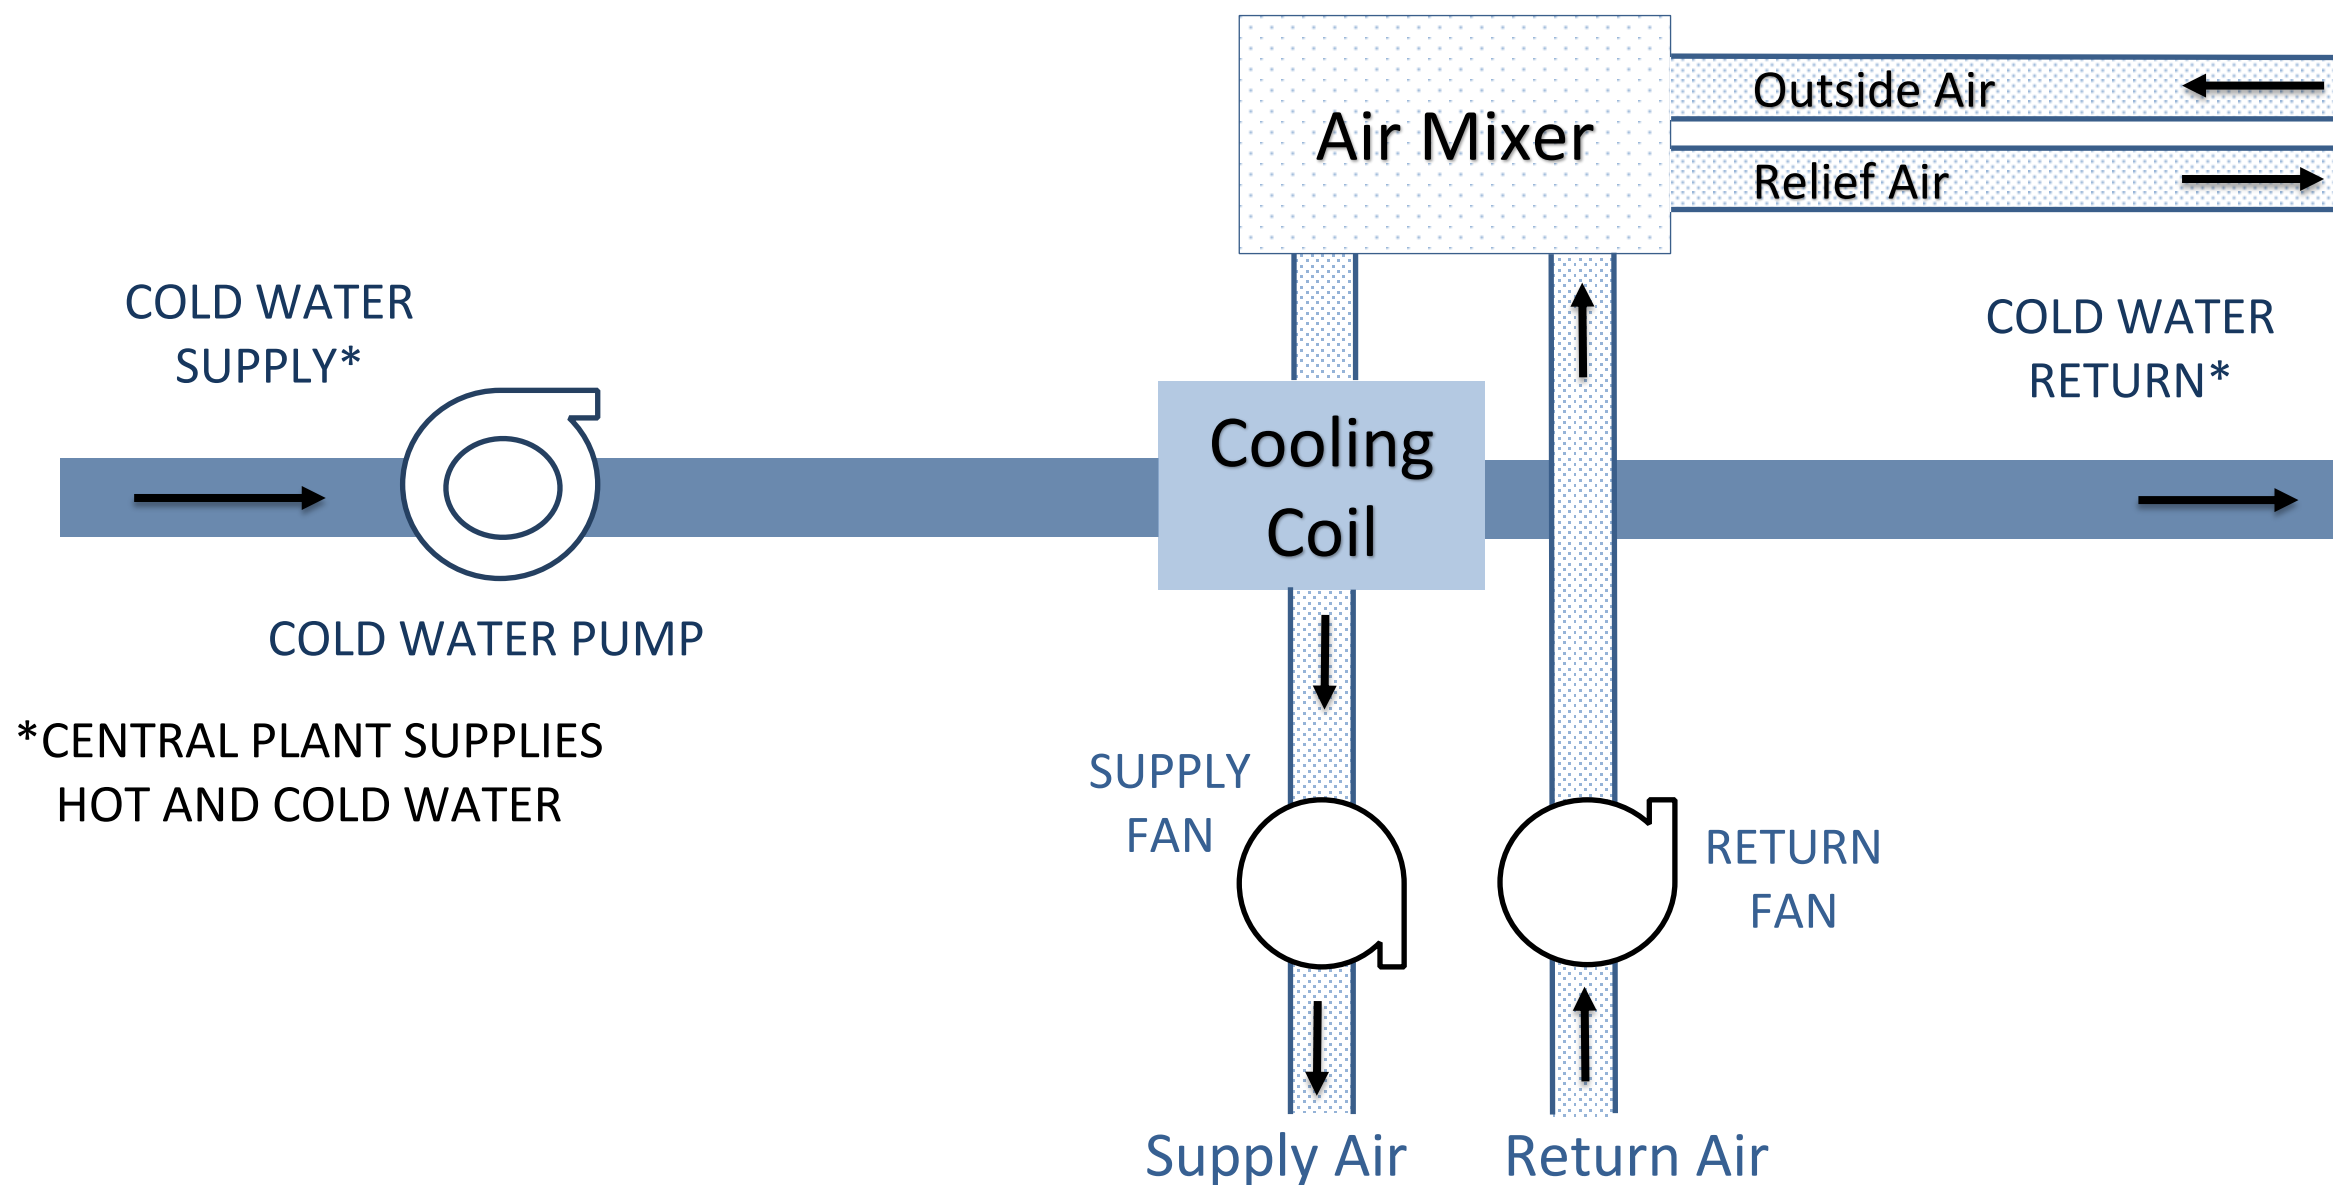 Outside Air
Air Mixer
Relief Air
COLD WATER
SUPPLY*
COLD WATER
RETURN*
Cooling
Coil
COLD WATER PUMP
*CENTRAL PLANT SUPPLIES
HOT AND COLD WATER
SUPPLY
FAN
RETURN
FAN
Supply Air
Return Air